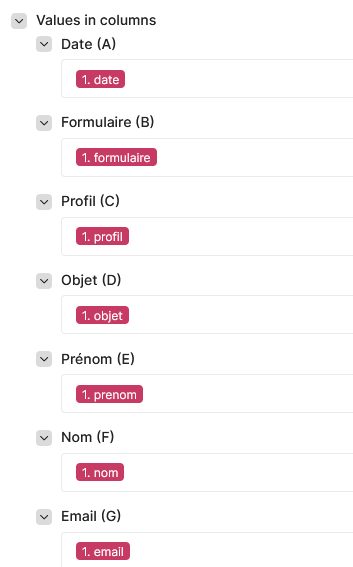 Values in columns
Date (A)
1. date
Formulaire (B)
1. formulaire
Profil (C)
1. profil
Objet (D)
1. objet
Prénom (E)
1. prenom
Nom (F)
1. nom
Email (G)
1. email